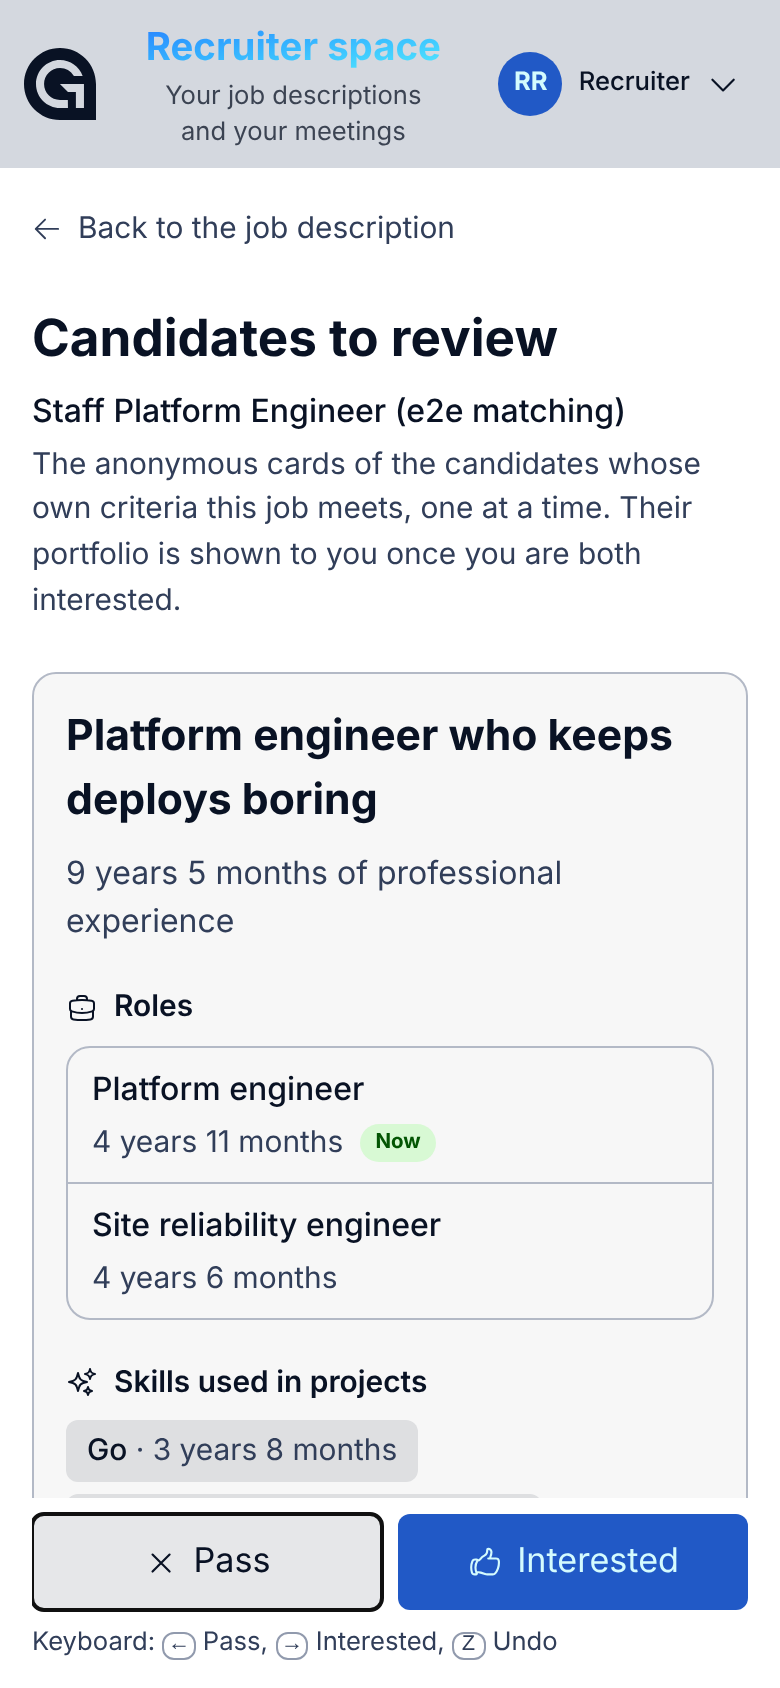 Recruiter space
Your job descriptions
and your meetings
RR
Recruiter
← Back to the job description
Candidates to review
Staff Platform Engineer (e2e matching)
The anonymous cards of the candidates whose
own criteria this job meets, one at a time. Their
portfolio is shown to you once you are both
interested.
Platform engineer who keeps
deploys boring
9 years 5 months of professional
experience
Roles
Platform engineer
4 years 11 months Now
Site reliability engineer
4 years 6 months
Skills used in projects
Go · 3 years 8 months
Pass
Interested
Keyboard: ← Pass, → Interested, Z Undo